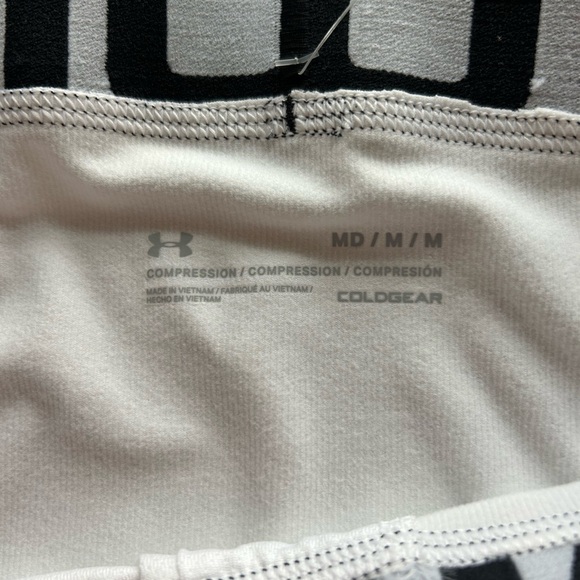 MD / M / M
COMPRESSION / COMPRESSION / COMPRESIÓN
MADE IN VIETNAM / FABRIQUÉ AU VIETNAM /
HECHO EN VIETNAM
COLDGEAR